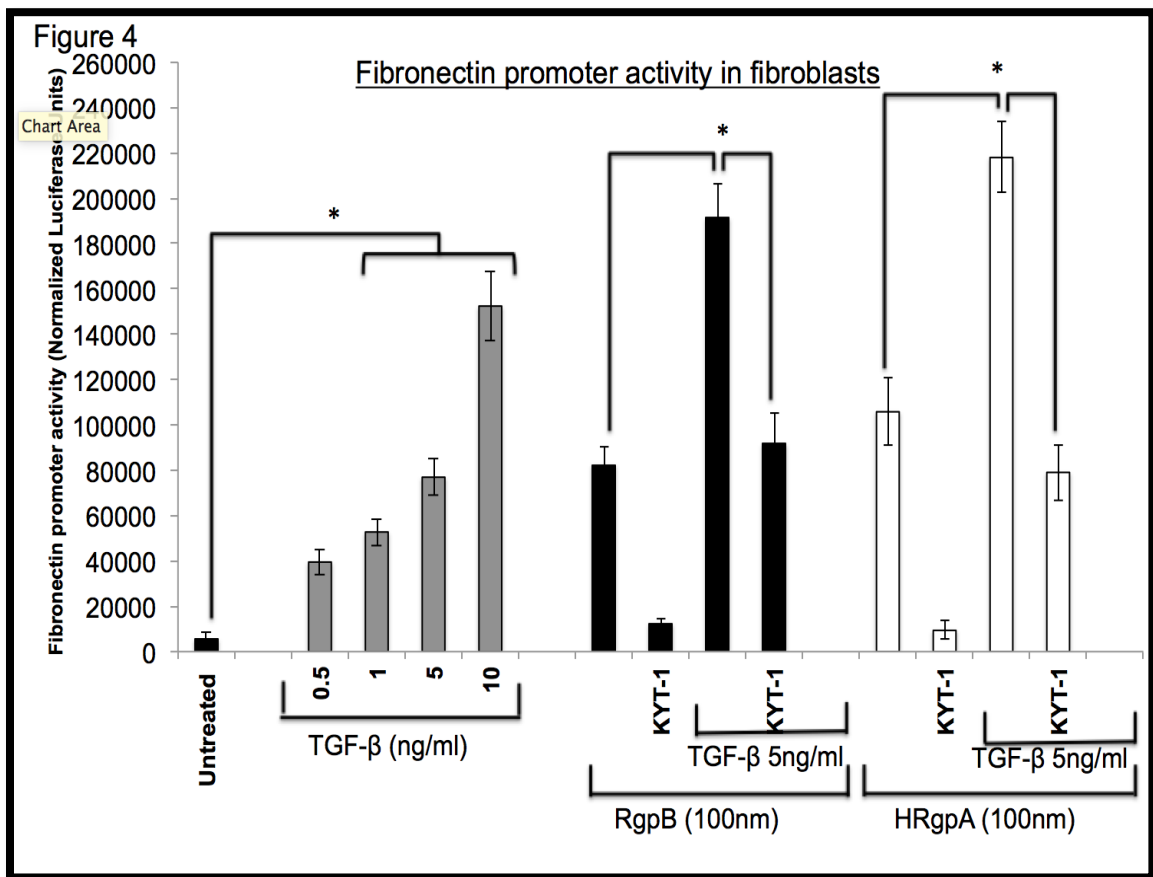 Figure 4
Fibronectin promoter activity in fibroblasts
Fibronectin promoter activity (Normalized Luciferase Units)
Chart Area
260000
240000
220000
200000
180000
160000
140000
120000
100000
80000
60000
40000
20000
0
*
*
*
Untreated
0.5
1
5
10
KYT-1
KYT-1
KYT-1
KYT-1
TGF-β (ng/ml)
TGF-β 5ng/ml
TGF-β 5ng/ml
RgpB (100nm)
HRgpA (100nm)